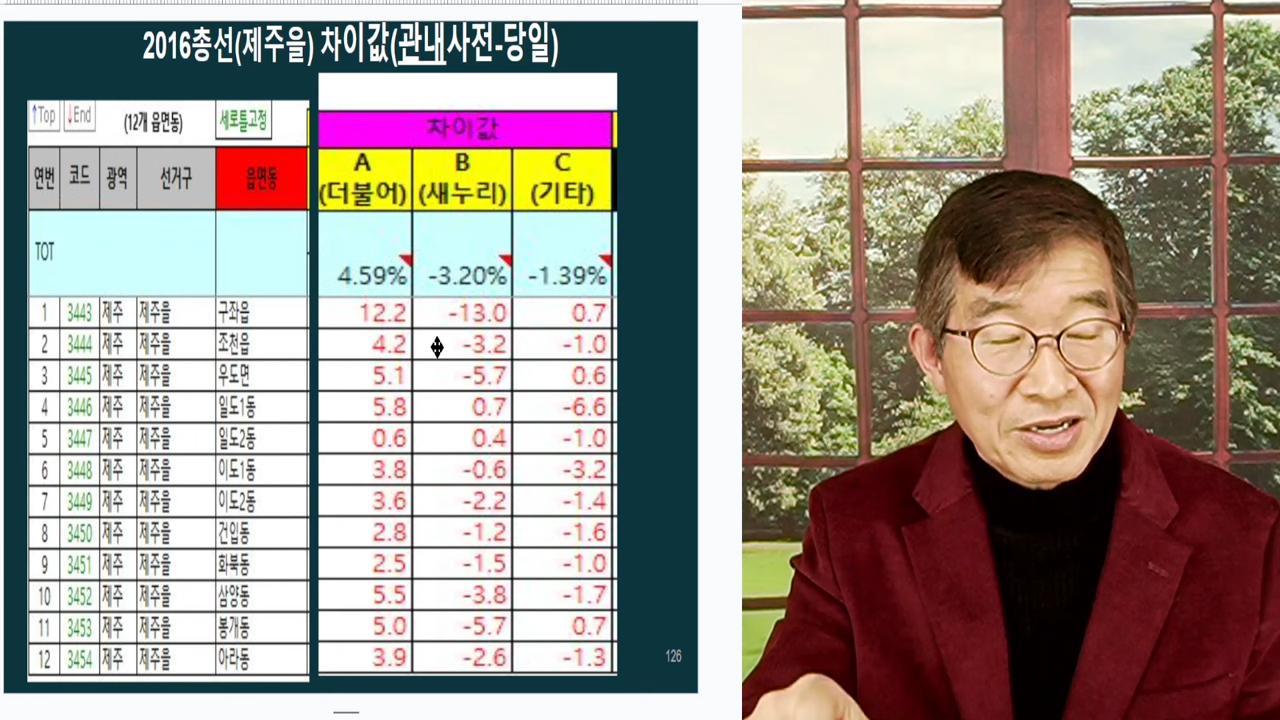 2016총선(제주을) 차이값(관내사전-당일)
↑Top ↓End (12개 읍면동) 세로틀고정
차이값
연번 코드 광역 선거구 읍면동 A (더불어) B (새누리) C (기타)
TOT 4.59% -3.20% -1.39%
1 3443 제주 제주을 구좌읍 12.2 -13.0 0.7
2 3444 제주 제주을 조천읍 4.2 -3.2 -1.0
3 3445 제주 제주을 우도면 5.1 -5.7 0.6
4 3446 제주 제주을 일도1동 5.8 0.7 -6.6
5 3447 제주 제주을 일도2동 0.6 0.4 -1.0
6 3448 제주 제주을 이도1동 3.8 -0.6 -3.2
7 3449 제주 제주을 이도2동 3.6 -2.2 -1.4
8 3450 제주 제주을 건입동 2.8 -1.2 -1.6
9 3451 제주 제주을 화북동 2.5 -1.5 -1.0
10 3452 제주 제주을 삼양동 5.5 -3.8 -1.7
11 3453 제주 제주을 봉개동 5.0 -5.7 0.7
12 3454 제주 제주을 아라동 3.9 -2.6 -1.3
126